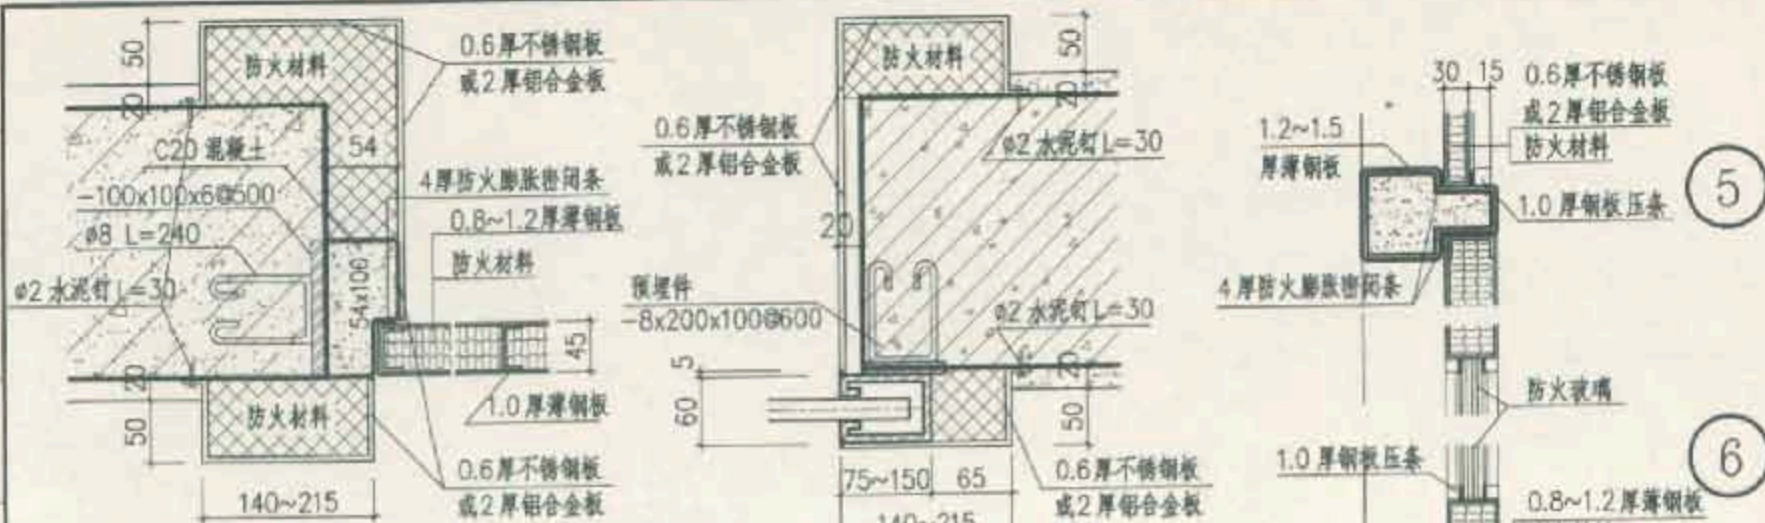 50
防火材料
0.6厚不锈钢板
或2厚铝合金板
20
C20 混凝土
54
-100x100x6@500
4厚防火膨胀密闭条
ø8 L=240
0.8~1.2厚薄钢板
防火材料
ø2 水泥钉L=30
54x100
45
20
防火材料
1.0厚薄钢板
50
0.6厚不锈钢板
或2厚铝合金板
140~215
防火材料
50
20
0.6厚不锈钢板
或2厚铝合金板
ø2 水泥钉L=30
20
预埋件
-8x200x100@600
ø2 水泥钉L=30
5
20
60
50
75~150
65
0.6厚不锈钢板
或2厚铝合金板
140~215
30
15
0.6厚不锈钢板
或2厚铝合金板
防火材料
1.2~1.5
厚薄钢板
1.0厚钢板压条
5
4厚防火膨胀密闭条
防火玻璃
1.0厚钢板压条
6
0.8~1.2厚薄钢板